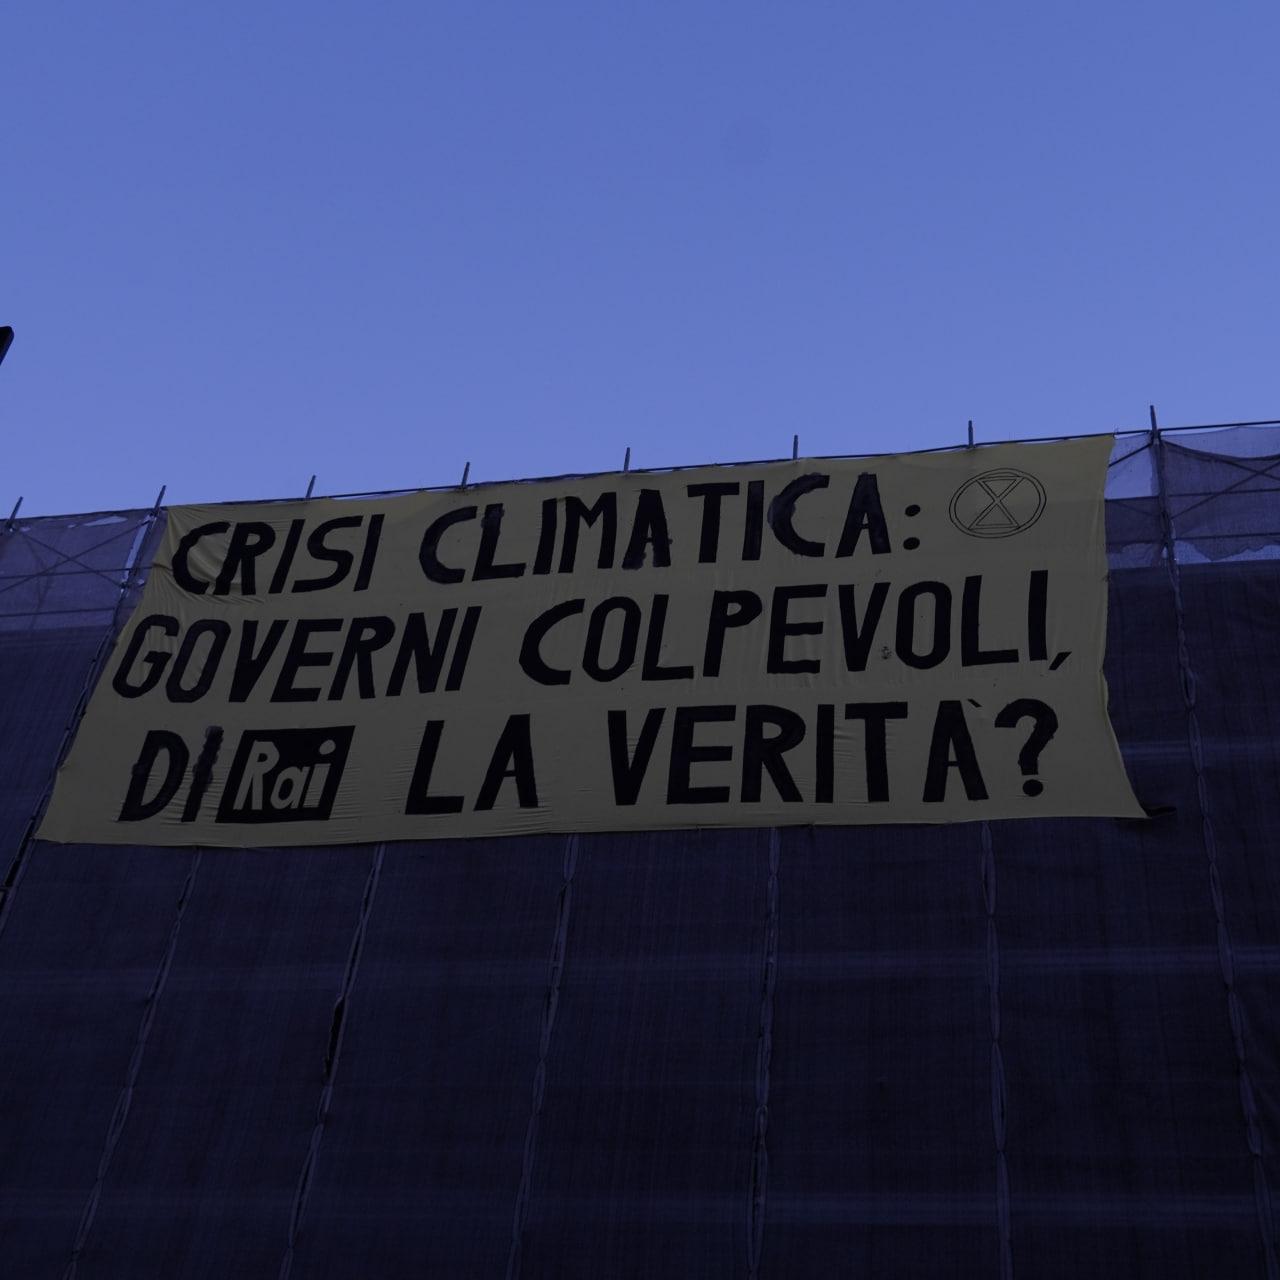 CRISI CLIMATICA:
GOVERNI COLPEVOLI,
DI Rai LA VERITÀ?